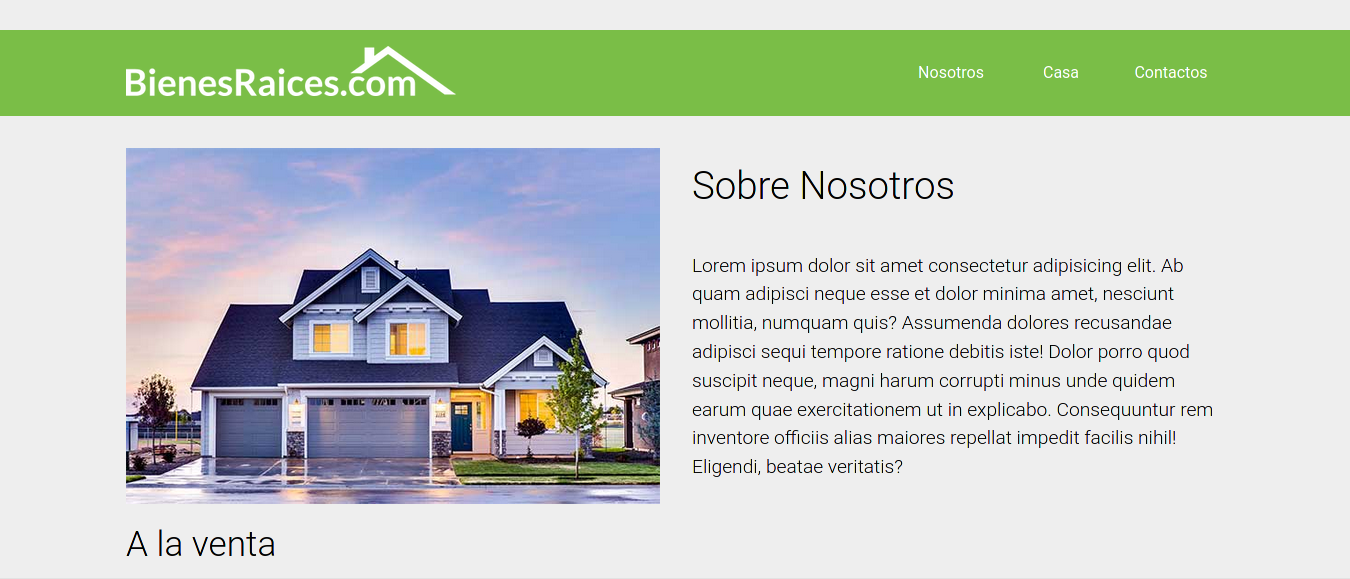 BienesRaices.com
Nosotros Casa Contactos
Sobre Nosotros
Lorem ipsum dolor sit amet consectetur adipisicing elit. Ab
quam adipisci neque esse et dolor minima amet, nesciunt
mollitia, numquam quis? Assumenda dolores recusandae
adipisci sequi tempore ratione debitis iste! Dolor porro quod
suscipit neque, magni harum corrupti minus unde quidem
earum quae exercitationem ut in explicabo. Consequuntur rem
inventore officiis alias maiores repellat impedit facilis nihil!
Eligendi, beatae veritatis?
A la venta